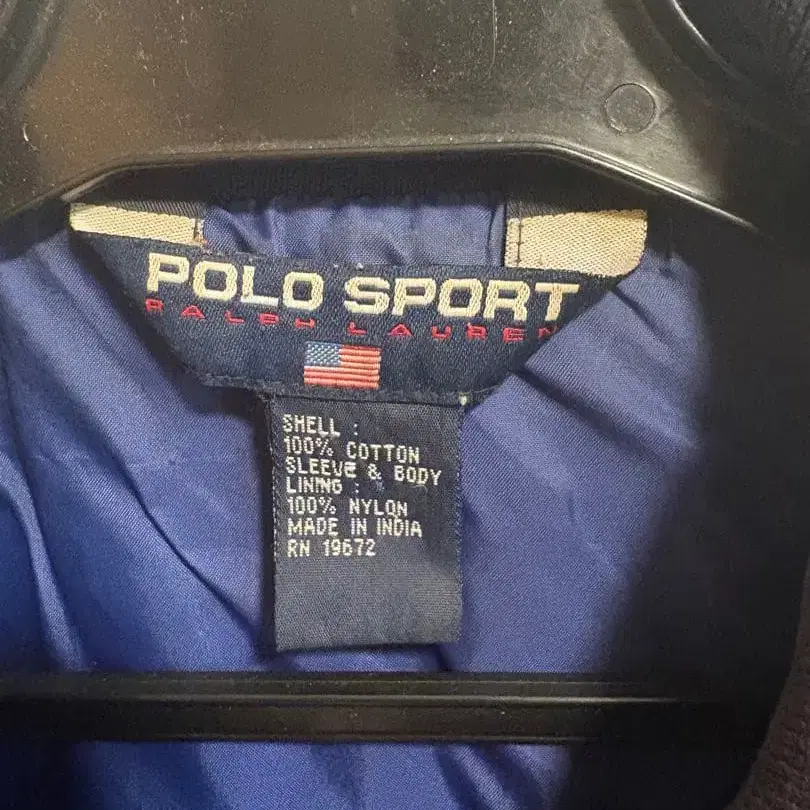 POLO SPORT
RALPH LAUREN
SHELL :
100% COTTON
SLEEVE & BODY
LINING :
100% NYLON
MADE IN INDIA
RN 19672